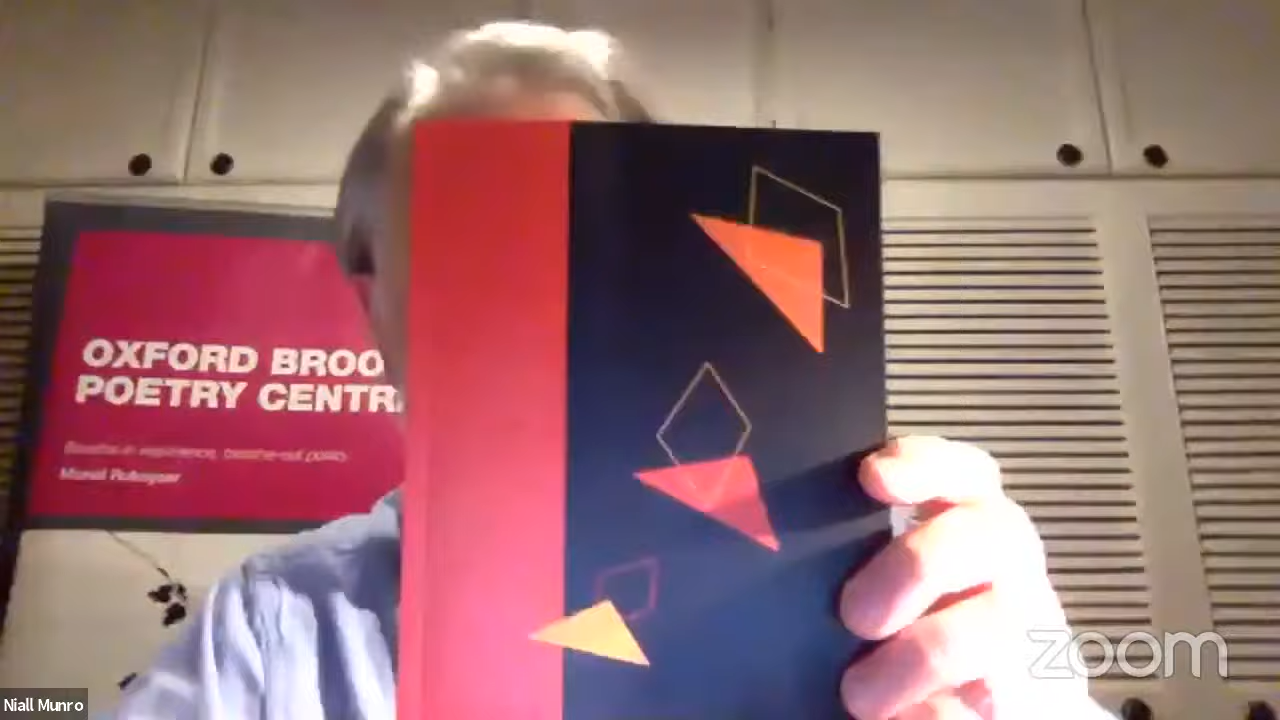 OXFORD BROO
POETRY CENTR
Breathe-in experience, breathe-out poetry
Muriel Rukeyser
zoom
Niall Munro